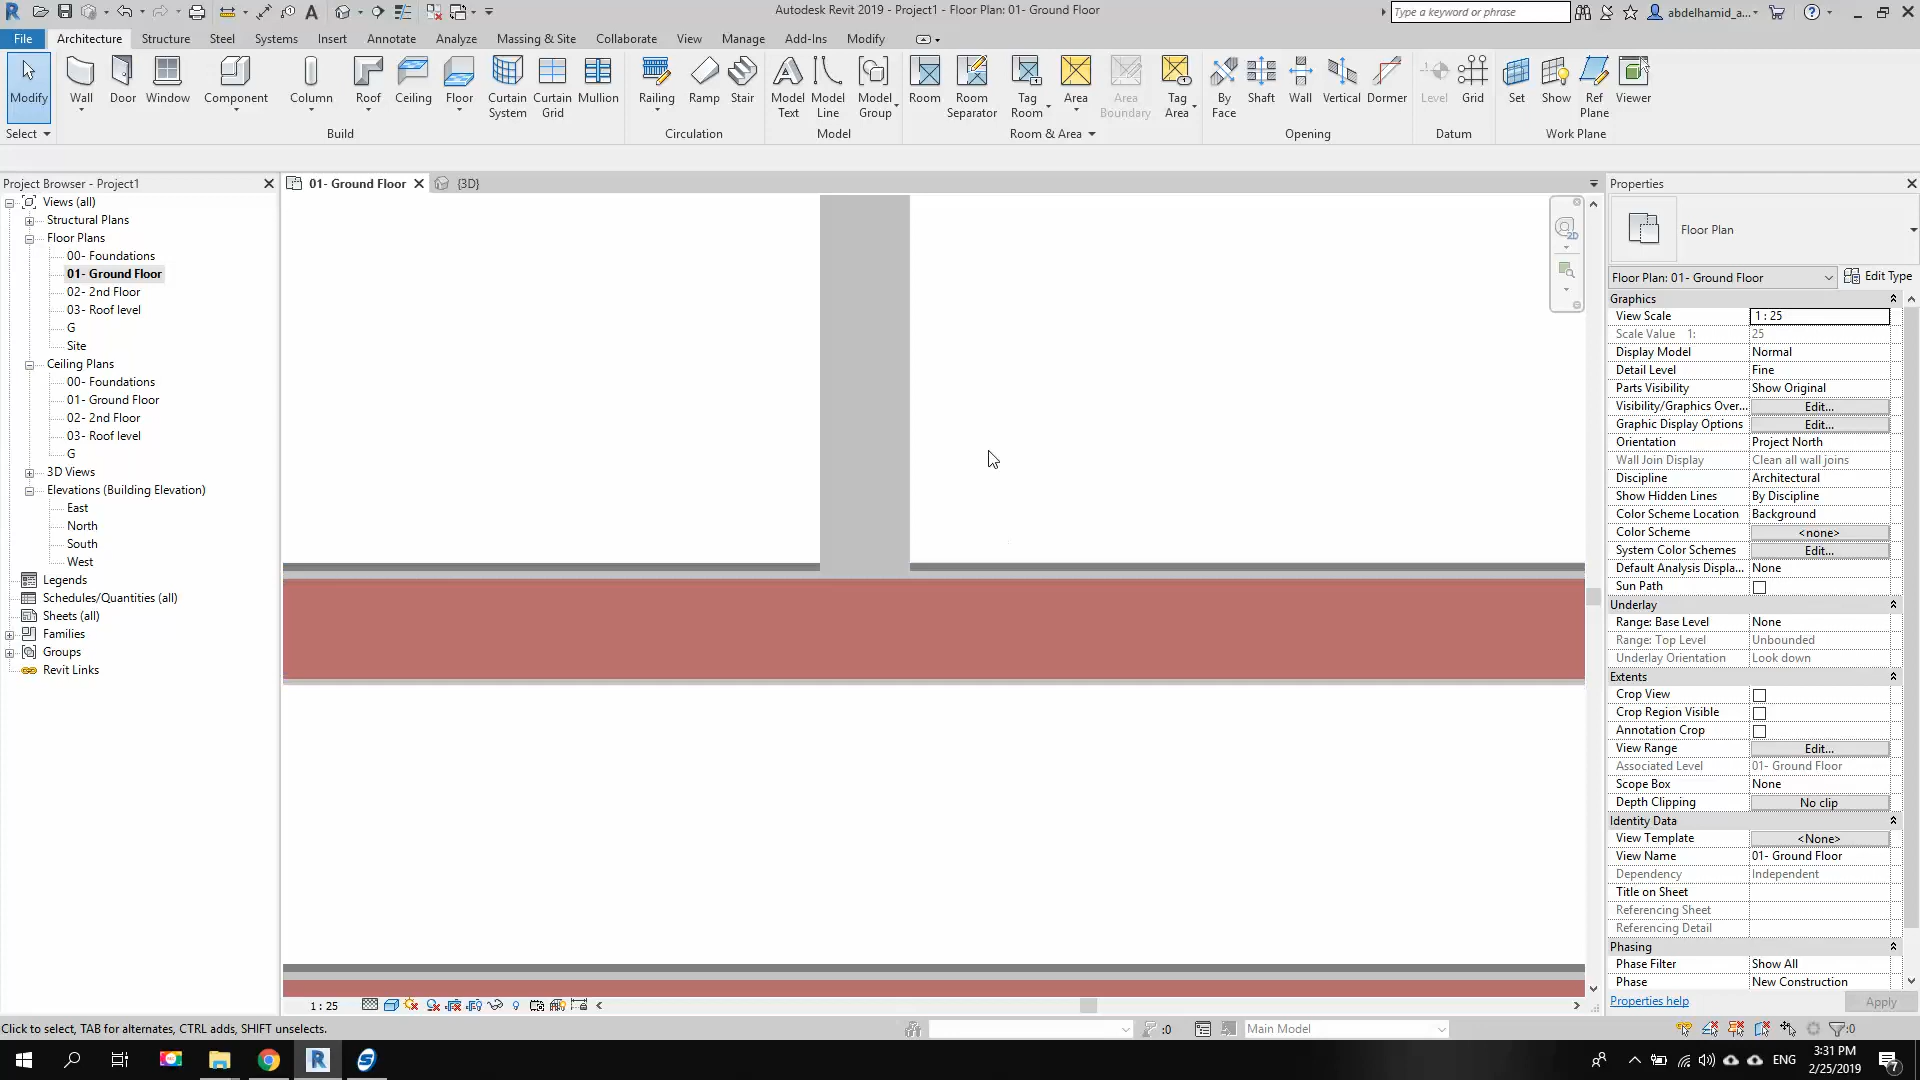 Autodesk Revit 2019 - Project1 - Floor Plan: 01- Ground Floor
Type a keyword or phrase
abdelhamid_a...
File Architecture Structure Steel Systems Insert Annotate Analyze Massing & Site Collaborate View Manage Add-Ins Modify
Modify Wall Door Window Component Column Roof Ceiling Floor Curtain System Curtain Grid Mullion Railing Ramp Stair Model Text Model Line Model Group Room Room Separator Tag Room Area Area Boundary Tag Area By Face Shaft Wall Vertical Dormer Level Grid Set Show Ref Plane Viewer
Select Build Circulation Model Room & Area Opening Datum Work Plane
Project Browser - Project1
Views (all)
Structural Plans
Floor Plans
00- Foundations
01- Ground Floor
02- 2nd Floor
03- Roof level
G
Site
Ceiling Plans
00- Foundations
01- Ground Floor
02- 2nd Floor
03- Roof level
G
3D Views
Elevations (Building Elevation)
East
North
South
West
Legends
Schedules/Quantities (all)
Sheets (all)
Families
Groups
Revit Links
01- Ground Floor {3D}
2D
Properties
Floor Plan
Floor Plan: 01- Ground Floor Edit Type
Graphics
View Scale 1 : 25
Scale Value 1: 25
Display Model Normal
Detail Level Fine
Parts Visibility Show Original
Visibility/Graphics Over... Edit...
Graphic Display Options Edit...
Orientation Project North
Wall Join Display Clean all wall joins
Discipline Architectural
Show Hidden Lines By Discipline
Color Scheme Location Background
Color Scheme <none>
System Color Schemes Edit...
Default Analysis Displa... None
Sun Path
Underlay
Range: Base Level None
Range: Top Level Unbounded
Underlay Orientation Look down
Extents
Crop View
Crop Region Visible
Annotation Crop
View Range Edit...
Associated Level 01- Ground Floor
Scope Box None
Depth Clipping No clip
Identity Data
View Template <None>
View Name 01- Ground Floor
Dependency Independent
Title on Sheet
Referencing Sheet
Referencing Detail
Phasing
Phase Filter Show All
Phase New Construction
Properties help Apply
1 : 25
Click to select, TAB for alternates, CTRL adds, SHIFT unselects.
:0 Main Model :0
ENG
3:31 PM
2/25/2019
7